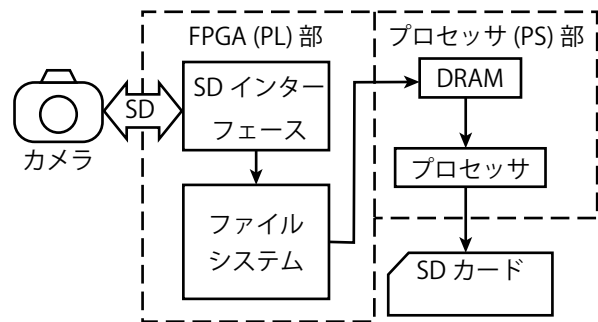 FPGA (PL) 部
プロセッサ (PS) 部
SD インター
フェース
DRAM
SD
カメラ
プロセッサ
ファイル
システム
SD カード